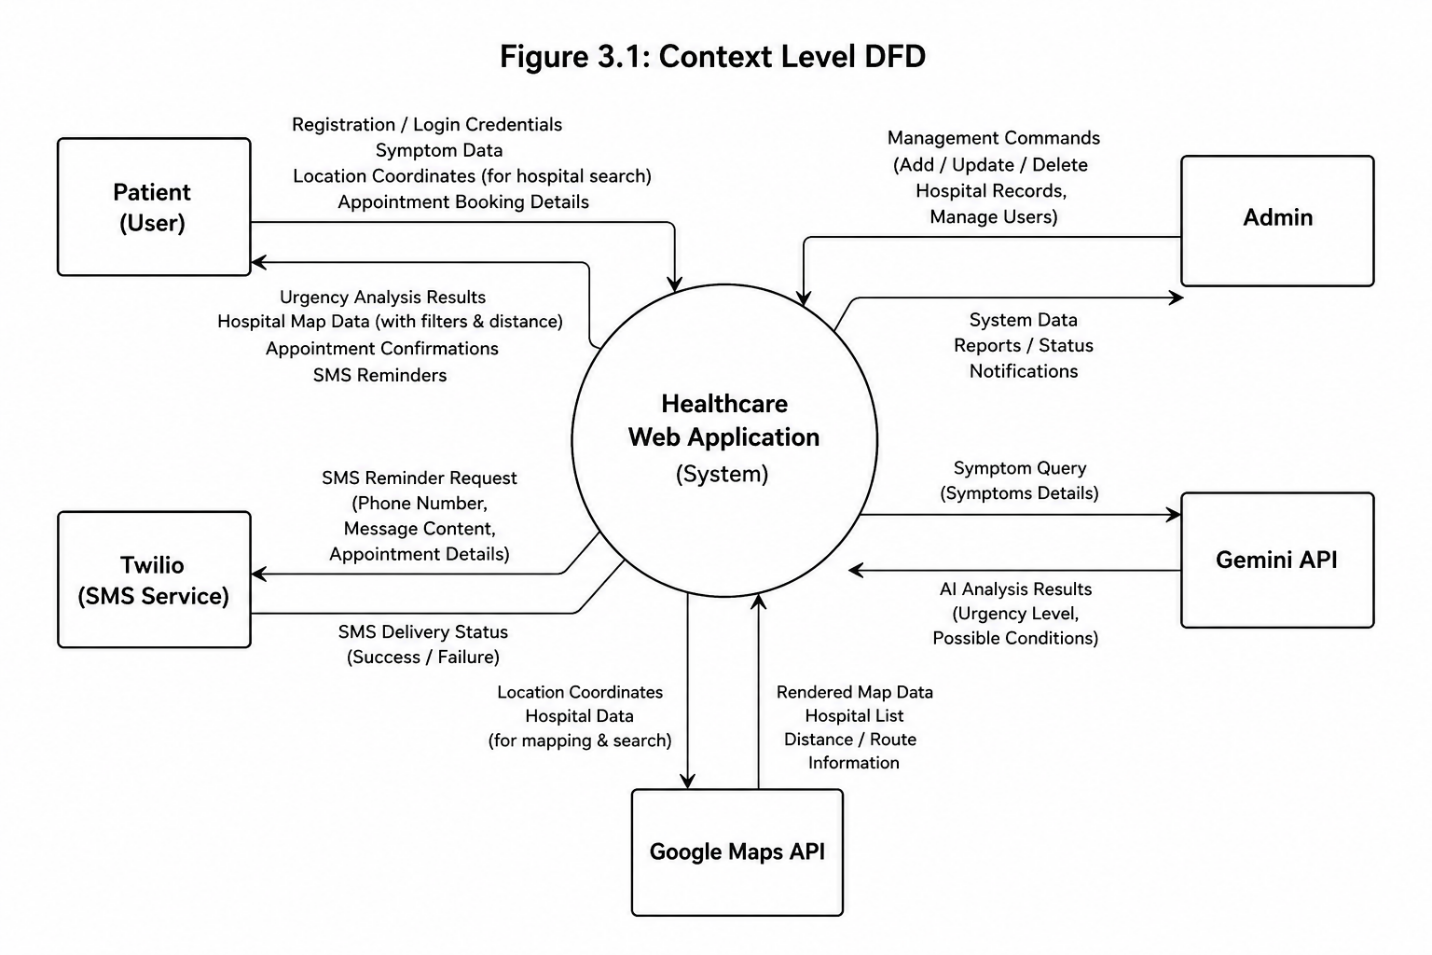 Figure 3.1: Context Level DFD
Registration / Login Credentials
Symptom Data
Location Coordinates (for hospital search)
Appointment Booking Details
Management Commands
(Add / Update / Delete
Hospital Records,
Manage Users)
Patient
(User)
Admin
Urgency Analysis Results
Hospital Map Data (with filters & distance)
Appointment Confirmations
SMS Reminders
System Data
Reports / Status
Notifications
Healthcare
Web Application
(System)
SMS Reminder Request
(Phone Number,
Message Content,
Appointment Details)
Symptom Query
(Symptoms Details)
Twilio
(SMS Service)
Gemini API
SMS Delivery Status
(Success / Failure)
AI Analysis Results
(Urgency Level,
Possible Conditions)
Location Coordinates
Hospital Data
(for mapping & search)
Rendered Map Data
Hospital List
Distance / Route
Information
Google Maps API